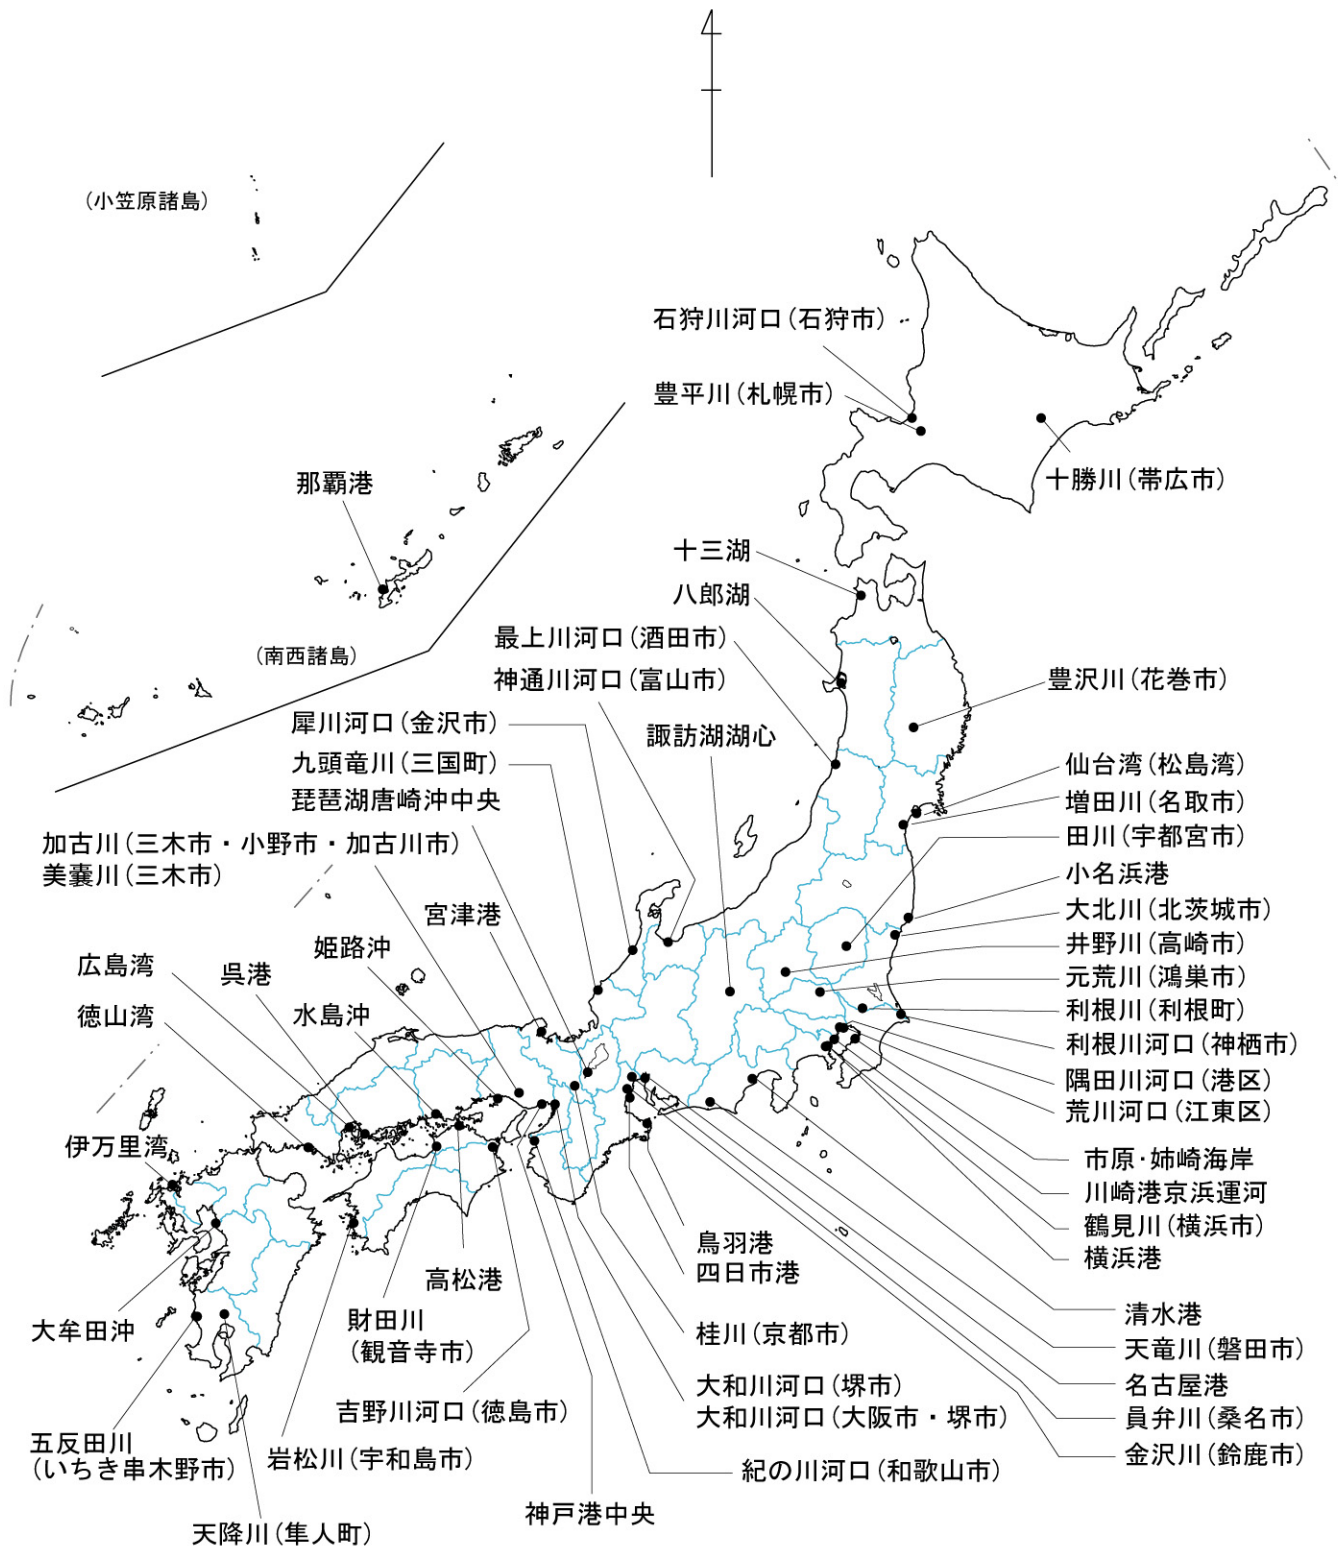 (小笠原諸島)
石狩川河口(石狩市)
豊平川(札幌市)
十勝川(帯広市)
那覇港
(南西諸島)
十三湖
八郎湖
最上川河口(酒田市)
神通川河口(富山市)
犀川河口(金沢市)
九頭竜川(三国町)
琵琶湖唐崎沖中央
諏訪湖湖心
加古川(三木市・小野市・加古川市)
美嚢川(三木市)
宮津港
姫路沖
広島湾
呉港
水島沖
徳山湾
伊万里湾
豊沢川(花巻市)
仙台湾(松島湾)
増田川(名取市)
田川(宇都宮市)
小名浜港
大北川(北茨城市)
井野川(高崎市)
元荒川(鴻巣市)
利根川(利根町)
利根川河口(神栖市)
隅田川河口(港区)
荒川河口(江東区)
市原・姉崎海岸
川崎港京浜運河
鶴見川(横浜市)
横浜港
清水港
天竜川(磐田市)
名古屋港
員弁川(桑名市)
金沢川(鈴鹿市)
鳥羽港
四日市港
桂川(京都市)
大和川河口(堺市)
大和川河口(大阪市・堺市)
紀の川河口(和歌山市)
神戸港中央
高松港
財田川
(観音寺市)
吉野川河口(徳島市)
岩松川(宇和島市)
大牟田沖
五反田川
(いちき串木野市)
天降川(隼人町)